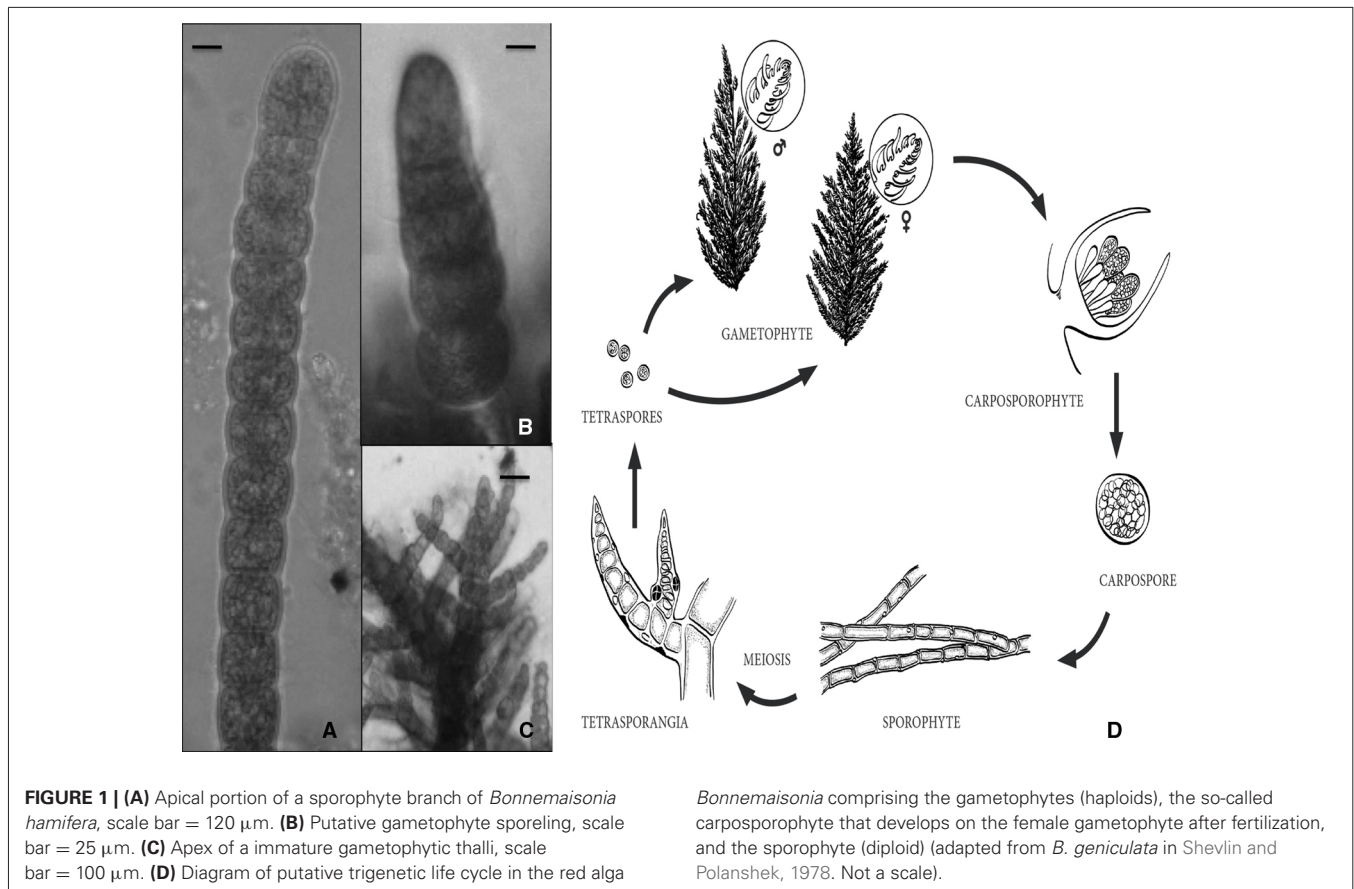 A
B
C
♂
♀
GAMETOPHYTE
TETRASPORES
CARPOSPOROPHYTE
CARPOSPORE
MEIOSIS
TETRASPORANGIA
SPOROPHYTE
D
FIGURE 1 | (A) Apical portion of a sporophyte branch of Bonnemaisonia
hamifera, scale bar = 120 μm. (B) Putative gametophyte sporeling, scale
bar = 25 μm. (C) Apex of a immature gametophytic thalli, scale
bar = 100 μm. (D) Diagram of putative trigenetic life cycle in the red alga
Bonnemaisonia comprising the gametophytes (haploids), the so-called
carposporophyte that develops on the female gametophyte after fertilization,
and the sporophyte (diploid) (adapted from B. geniculata in Shevlin and
Polanshek, 1978. Not a scale).